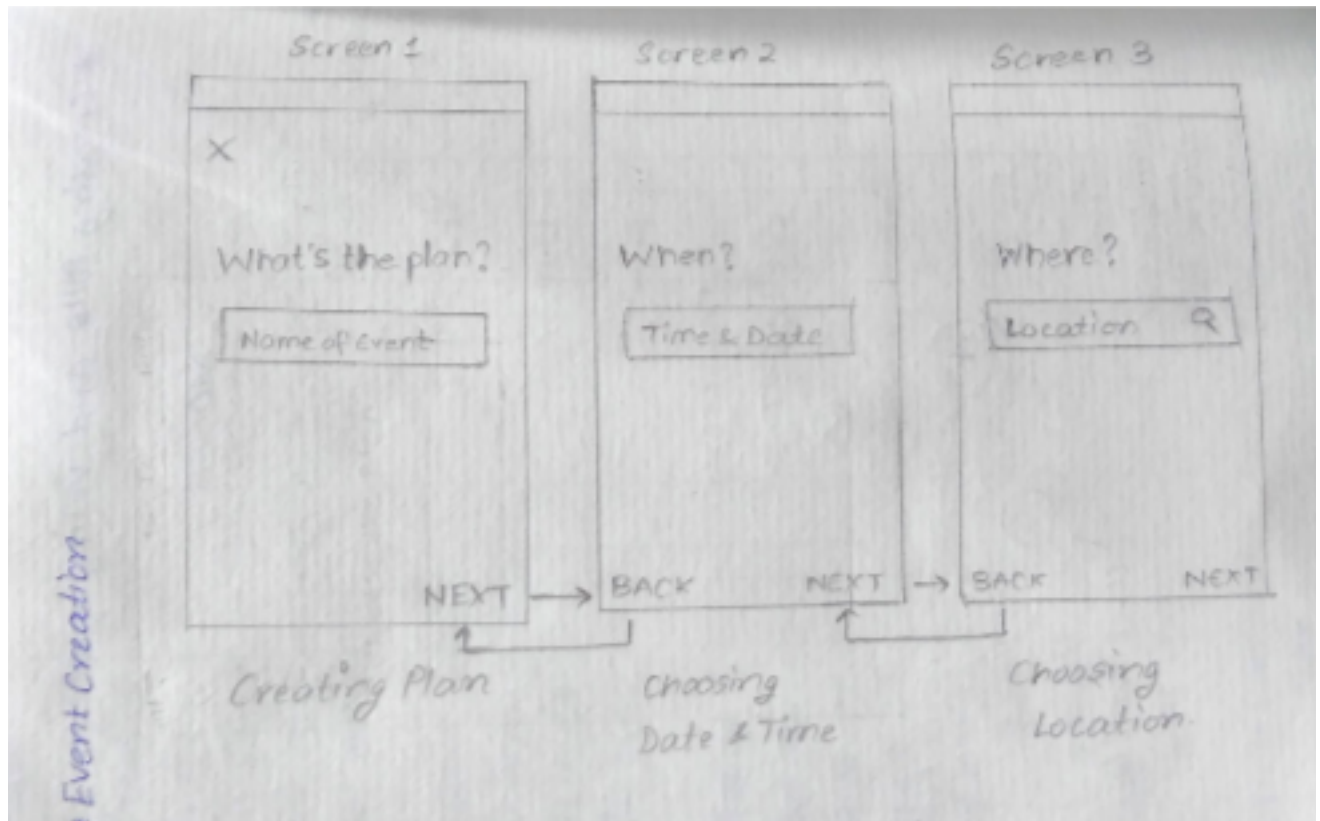 Screen 1
X
What's the plan?
Name of Event
NEXT
Creating Plan
Screen 2
When?
Time & Date
BACK NEXT
Choosing
Date & Time
Screen 3
Where?
Location
BACK NEXT
Choosing
Location.
Event Creation